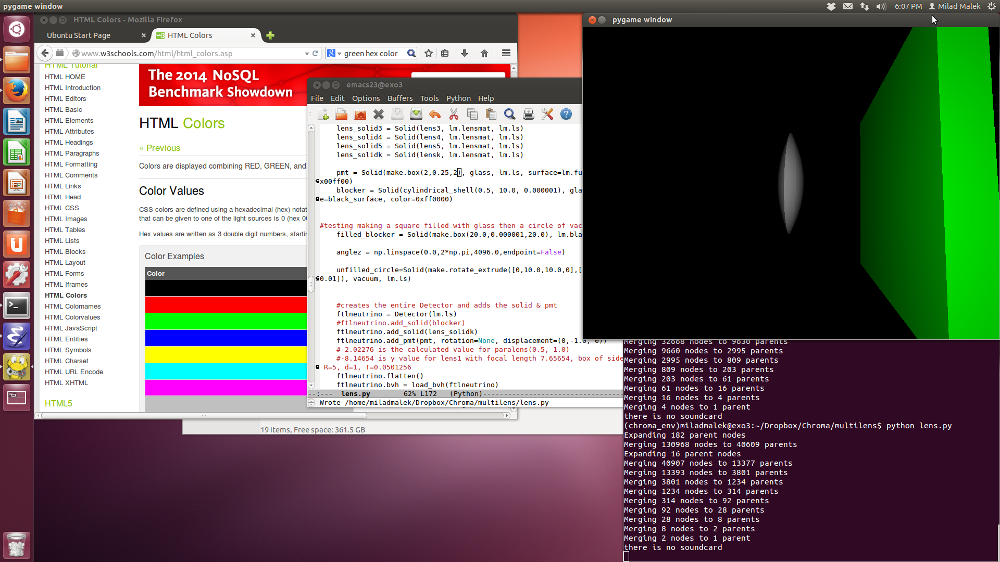 pygame window
6:07 PM
Milad Malek
HTML Colors - Mozilla Firefox
Ubuntu Start Page
HTML Colors
www.w3schools.com/html/html_colors.asp
green hex color
HTML Tutorial
HTML HOME
HTML Introduction
HTML Editors
HTML Basic
HTML Elements
HTML Attributes
HTML Headings
HTML Paragraphs
HTML Formatting
HTML Comments
HTML Links
HTML Head
HTML CSS
HTML Images
HTML Tables
HTML Lists
HTML Blocks
HTML Layout
HTML Forms
HTML Iframes
HTML Colors
HTML Colornames
HTML Colorvalues
HTML JavaScript
HTML Entities
HTML Symbols
HTML Charset
HTML URL Encode
HTML XHTML
HTML5
The 2014 NoSQL
Benchmark Showdown
HTML Colors
« Previous
Colors are displayed combining RED, GREEN, and
Color Values
CSS colors are defined using a hexadecimal (hex) notat
that can be given to one of the light sources is 0 (hex 00
Hex values are written as 3 double digit numbers, startin
Color Examples
Color
19 items, Free space: 361.5 GB
emacs23@exo3
File Edit Options Buffers Tools Python Help
lens_solid3 = Solid(lens3, lm.lensmat, lm.ls)
lens_solid4 = Solid(lens4, lm.lensmat, lm.ls)
lens_solid5 = Solid(lens5, lm.lensmat, lm.ls)
lens_solidk = Solid(lensk, lm.lensmat, lm.ls)
pmt = Solid(make.box(2,0.25,2), glass, lm.ls, surface=lm.fu
x00ff00)
blocker = Solid(cylindrical_shell(0.5, 10.0, 0.000001), gla
e=black_surface, color=0xff0000)
#testing making a square filled with glass then a circle of vac
filled_blocker = Solid(make.box(20.0,0.000001,20.0), lm.bla
anglez = np.linspace(0.0,2*np.pi,4096.0,endpoint=False)
unfilled_circle=Solid(make.rotate_extrude([0,10.0,10.0,0],[
0.01]), vacuum, lm.ls)
#creates the entire Detector and adds the solid & pmt
ftlneutrino = Detector(lm.ls)
#ftlneutrino.add_solid(blocker)
ftlneutrino.add_solid(lens_solidk)
ftlneutrino.add_pmt(pmt, rotation=None, displacement=(0,-1.0, 0))
#-2.02276 is the calculated value for paralens(0.5, 1.0)
#-8.14654 is y value for lens1 with focal length 7.65654, box of side
R=5, d=1, T=0.0501256
ftlneutrino.flatten()
ftlneutrino.bvh = load_bvh(ftlneutrino)
--:--- lens.py 62% L172 (Python)----------------------------------
Wrote /home/miladmalek/Dropbox/Chroma/multilens/lens.py
pygame window
Merging 32668 nodes to 9630 parents
Merging 9660 nodes to 2995 parents
Merging 2995 nodes to 809 parents
Merging 809 nodes to 203 parents
Merging 203 nodes to 61 parents
Merging 61 nodes to 16 parents
Merging 16 nodes to 4 parents
Merging 4 nodes to 1 parent
there is no soundcard
(chroma_env)miladmalek@exo3:~/Dropbox/Chroma/multilens$ python lens.py
Expanding 182 parent nodes
Merging 130968 nodes to 40609 parents
Expanding 16 parent nodes
Merging 40907 nodes to 13377 parents
Merging 13393 nodes to 3801 parents
Merging 3801 nodes to 1234 parents
Merging 1234 nodes to 314 parents
Merging 314 nodes to 92 parents
Merging 92 nodes to 28 parents
Merging 28 nodes to 8 parents
Merging 8 nodes to 2 parents
Merging 2 nodes to 1 parent
there is no soundcard